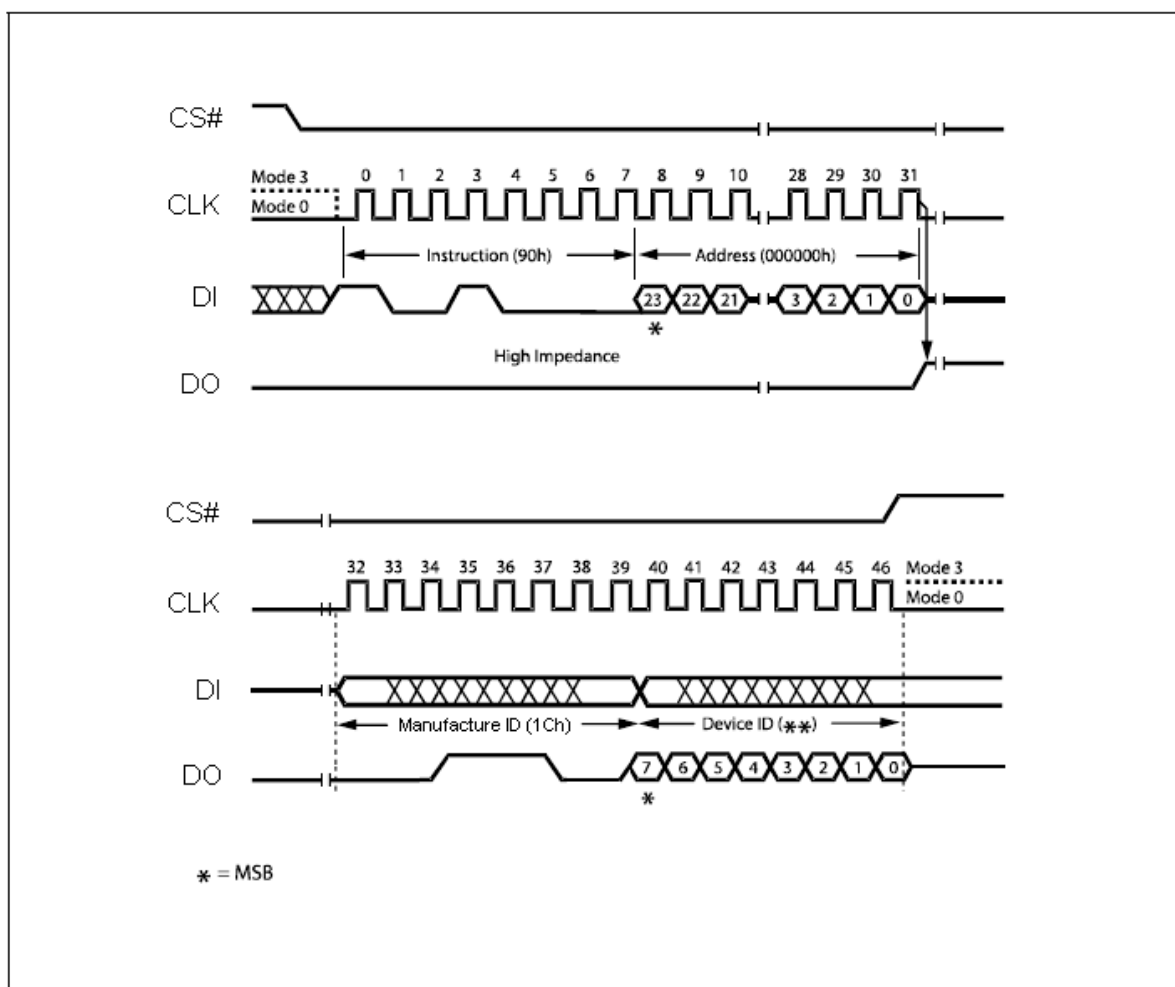 CS#
Mode 3
0 1 2 3 4 5 6 7 8 9 10 28 29 30 31
CLK
Mode 0
Instruction (90h) Address (000000h)
DI
23 22 21 3 2 1 0
*
High Impedance
DO
CS#
32 33 34 35 36 37 38 39 40 41 42 43 44 45 46
Mode 3
CLK
Mode 0
DI
Manufacture ID (1Ch) Device ID (**)
DO
7 6 5 4 3 2 1 0
*
* = MSB